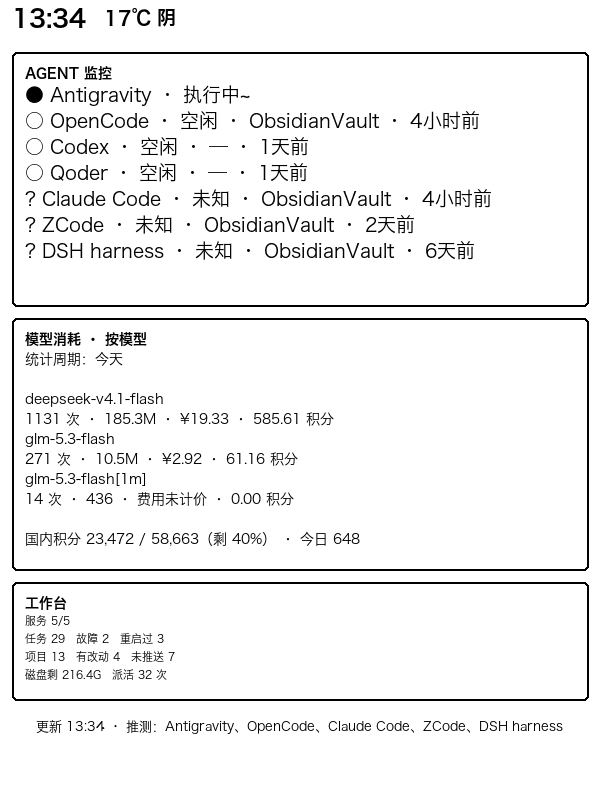 13:34 17℃ 阴
AGENT 监控
● Antigravity · 执行中~
○ OpenCode · 空闲 · ObsidianVault · 4小时前
○ Codex · 空闲 · — · 1天前
○ Qoder · 空闲 · — · 1天前
? Claude Code · 未知 · ObsidianVault · 4小时前
? ZCode · 未知 · ObsidianVault · 2天前
? DSH harness · 未知 · ObsidianVault · 6天前
模型消耗 · 按模型
统计周期：今天
deepseek-v4.1-flash
1131 次 · 185.3M · ¥19.33 · 585.61 积分
glm-5.3-flash
271 次 · 10.5M · ¥2.92 · 61.16 积分
glm-5.3-flash[1m]
14 次 · 436 · 费用未计价 · 0.00 积分
国内积分 23,472 / 58,663（剩 40%） · 今日 648
工作台
服务 5/5
任务 29 故障 2 重启过 3
项目 13 有改动 4 未推送 7
磁盘剩 216.4G 派活 32 次
更新 13:34 · 推测：Antigravity、OpenCode、Claude Code、ZCode、DSH harness